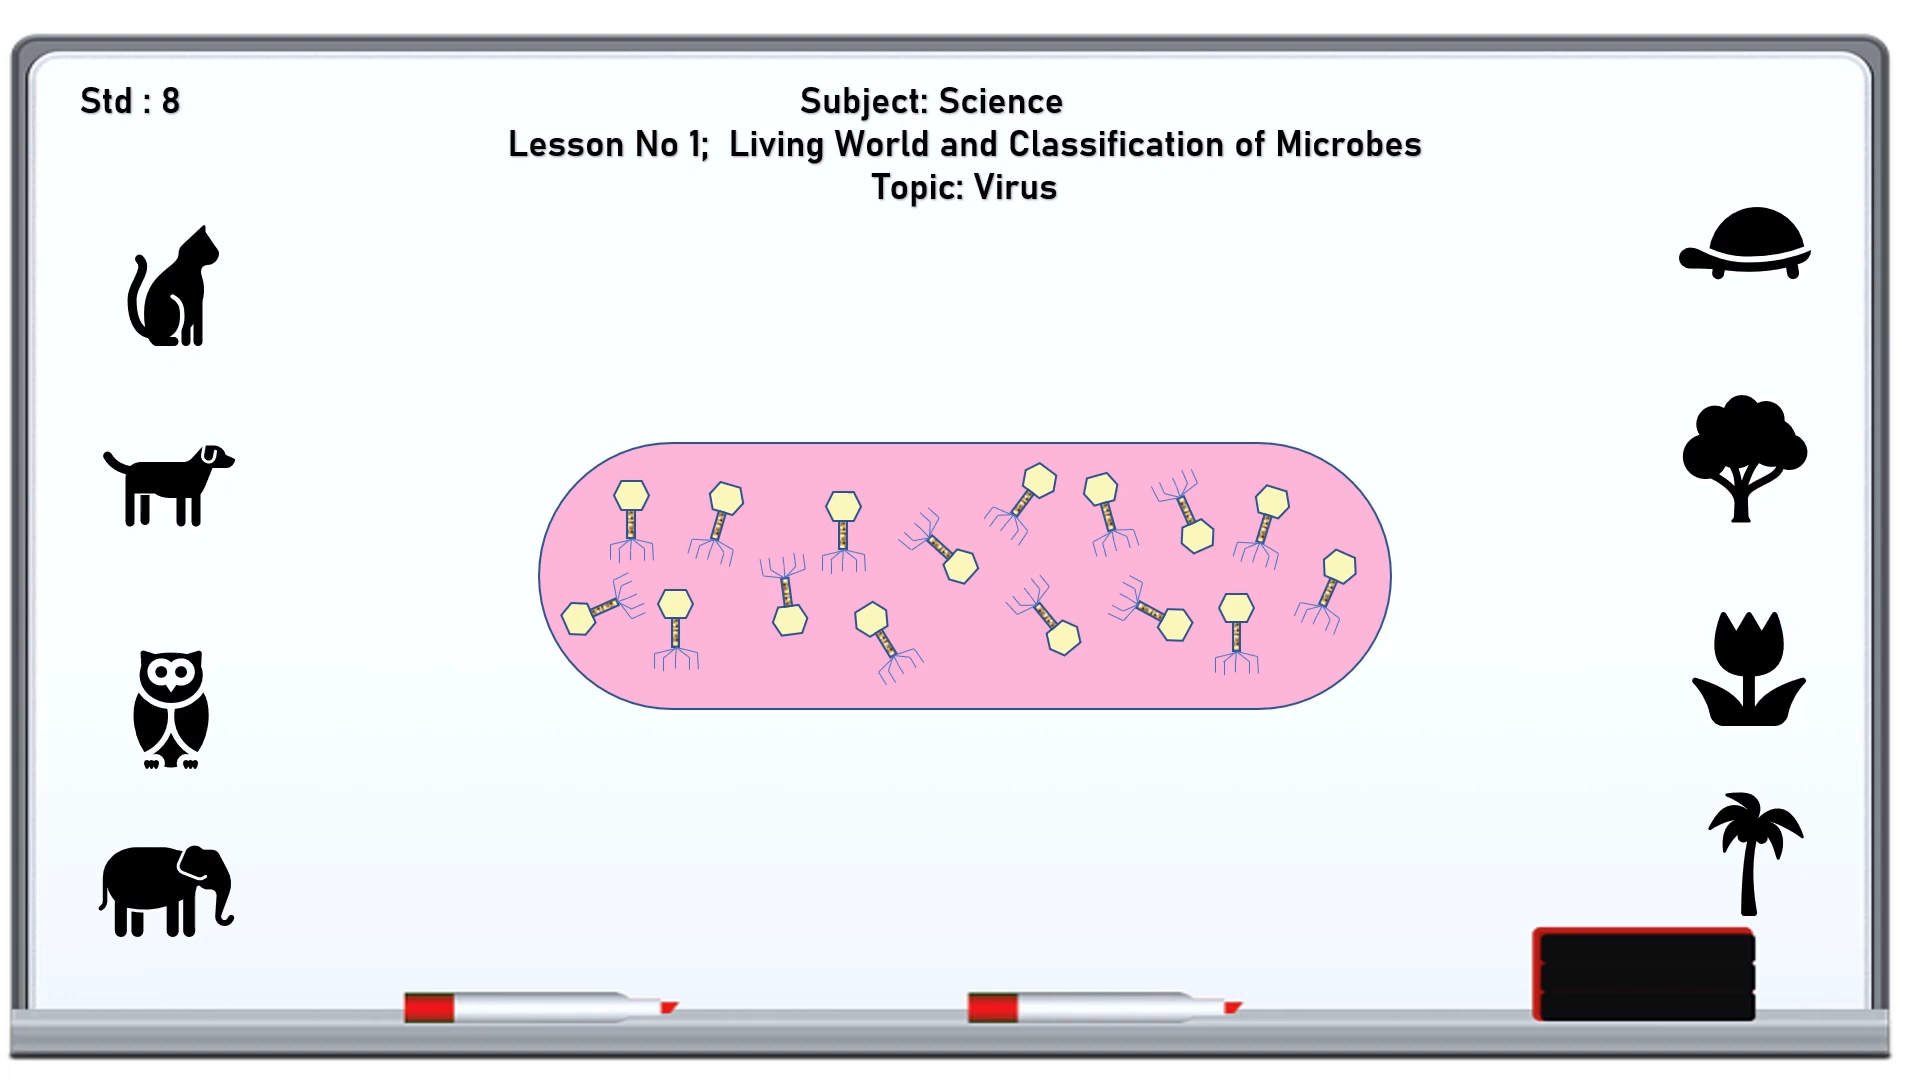 Std : 8
Subject: Science
Lesson No 1;  Living World and Classification of Microbes
Topic: Virus